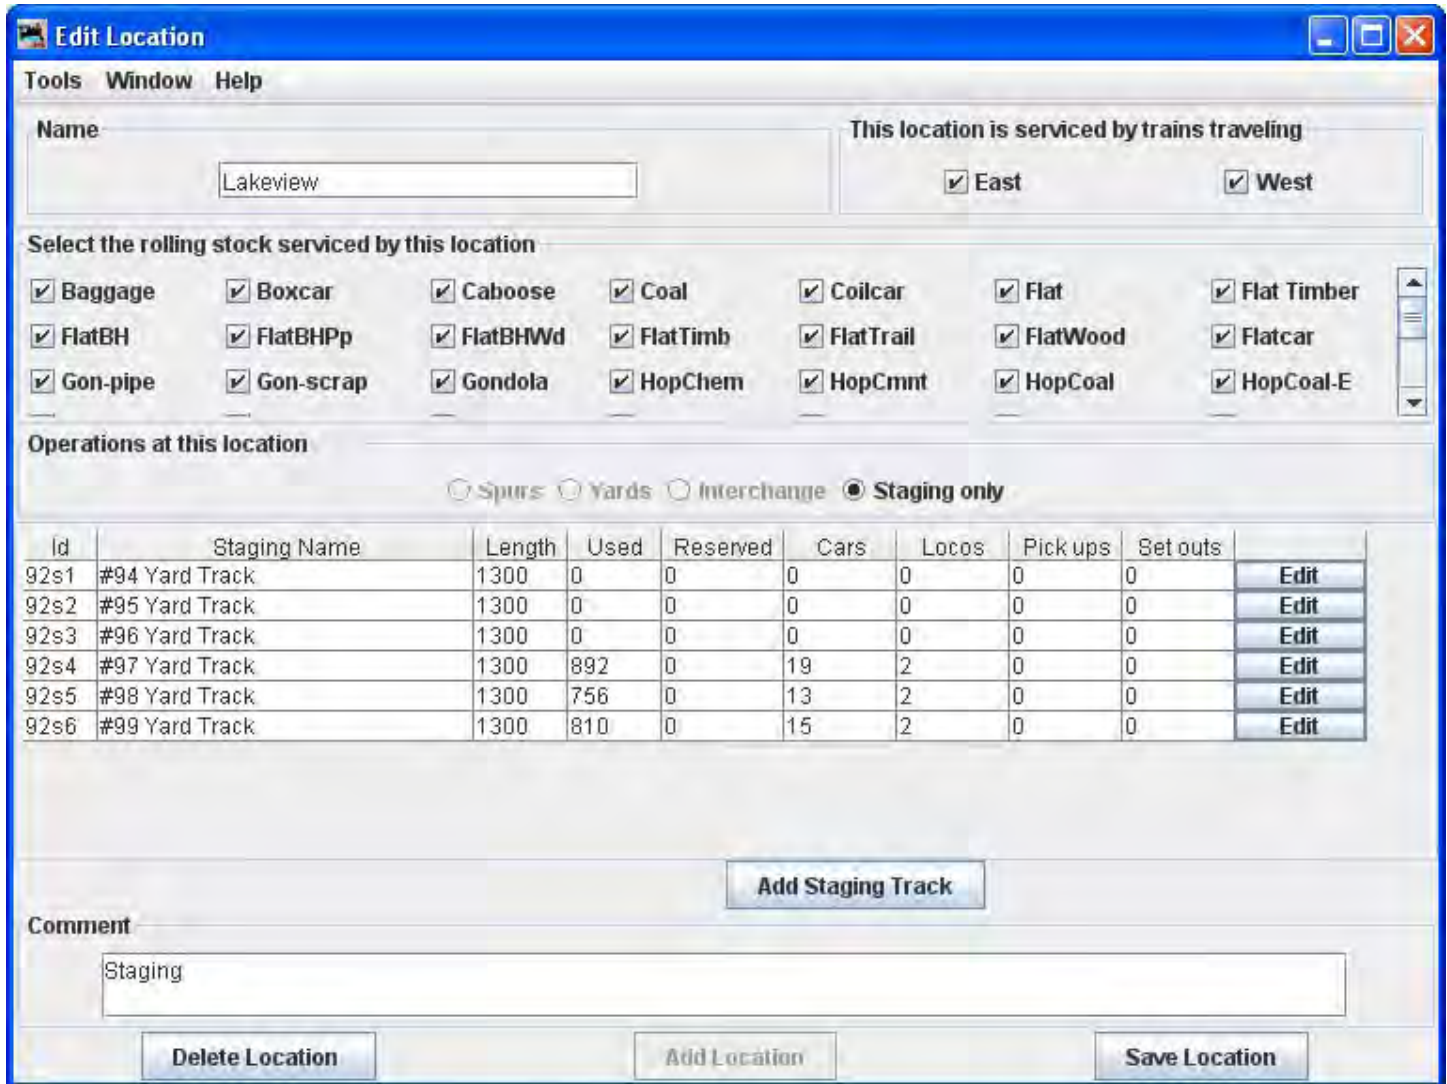 Edit Location
Tools Window Help
Name This location is serviced by trains traveling
Lakeview East West
Select the rolling stock serviced by this location
Baggage Boxcar Caboose Coal Coilcar Flat Flat Timber
FlatBH FlatBHPp FlatBHWd FlatTimb FlatTrail FlatWood Flatcar
Gon-pipe Gon-scrap Gondola HopChem HopCmnt HopCoal HopCoal-E
Operations at this location
Spurs Yards Interchange Staging only
Id Staging Name Length Used Reserved Cars Locos Pick ups Set outs
92s1 #94 Yard Track 1300 0 0 0 0 0 0 Edit
92s2 #95 Yard Track 1300 0 0 0 0 0 0 Edit
92s3 #96 Yard Track 1300 0 0 0 0 0 0 Edit
92s4 #97 Yard Track 1300 892 0 19 2 0 0 Edit
92s5 #98 Yard Track 1300 756 0 13 2 0 0 Edit
92s6 #99 Yard Track 1300 810 0 15 2 0 0 Edit
Add Staging Track
Comment
Staging
Delete Location Add Location Save Location